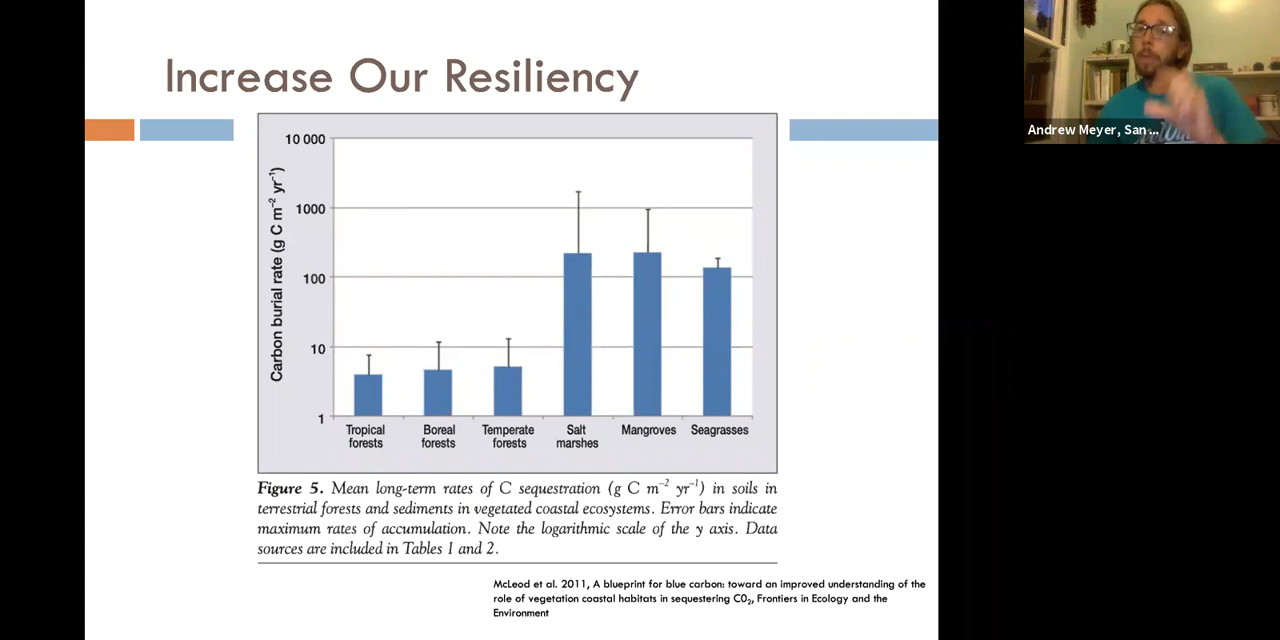 Increase Our Resiliency
Andrew Meyer, San ...
10 000
1000
100
10
1
Carbon burial rate (g C m⁻² yr⁻¹)
Tropical forests
Boreal forests
Temperate forests
Salt marshes
Mangroves
Seagrasses
Figure 5. Mean long-term rates of C sequestration (g C m⁻² yr⁻¹) in soils in
terrestrial forests and sediments in vegetated coastal ecosystems. Error bars indicate
maximum rates of accumulation. Note the logarithmic scale of the y axis. Data
sources are included in Tables 1 and 2.
McLeod et al. 2011, A blueprint for blue carbon: toward an improved understanding of the
role of vegetation coastal habitats in sequestering C0₂, Frontiers in Ecology and the
Environment